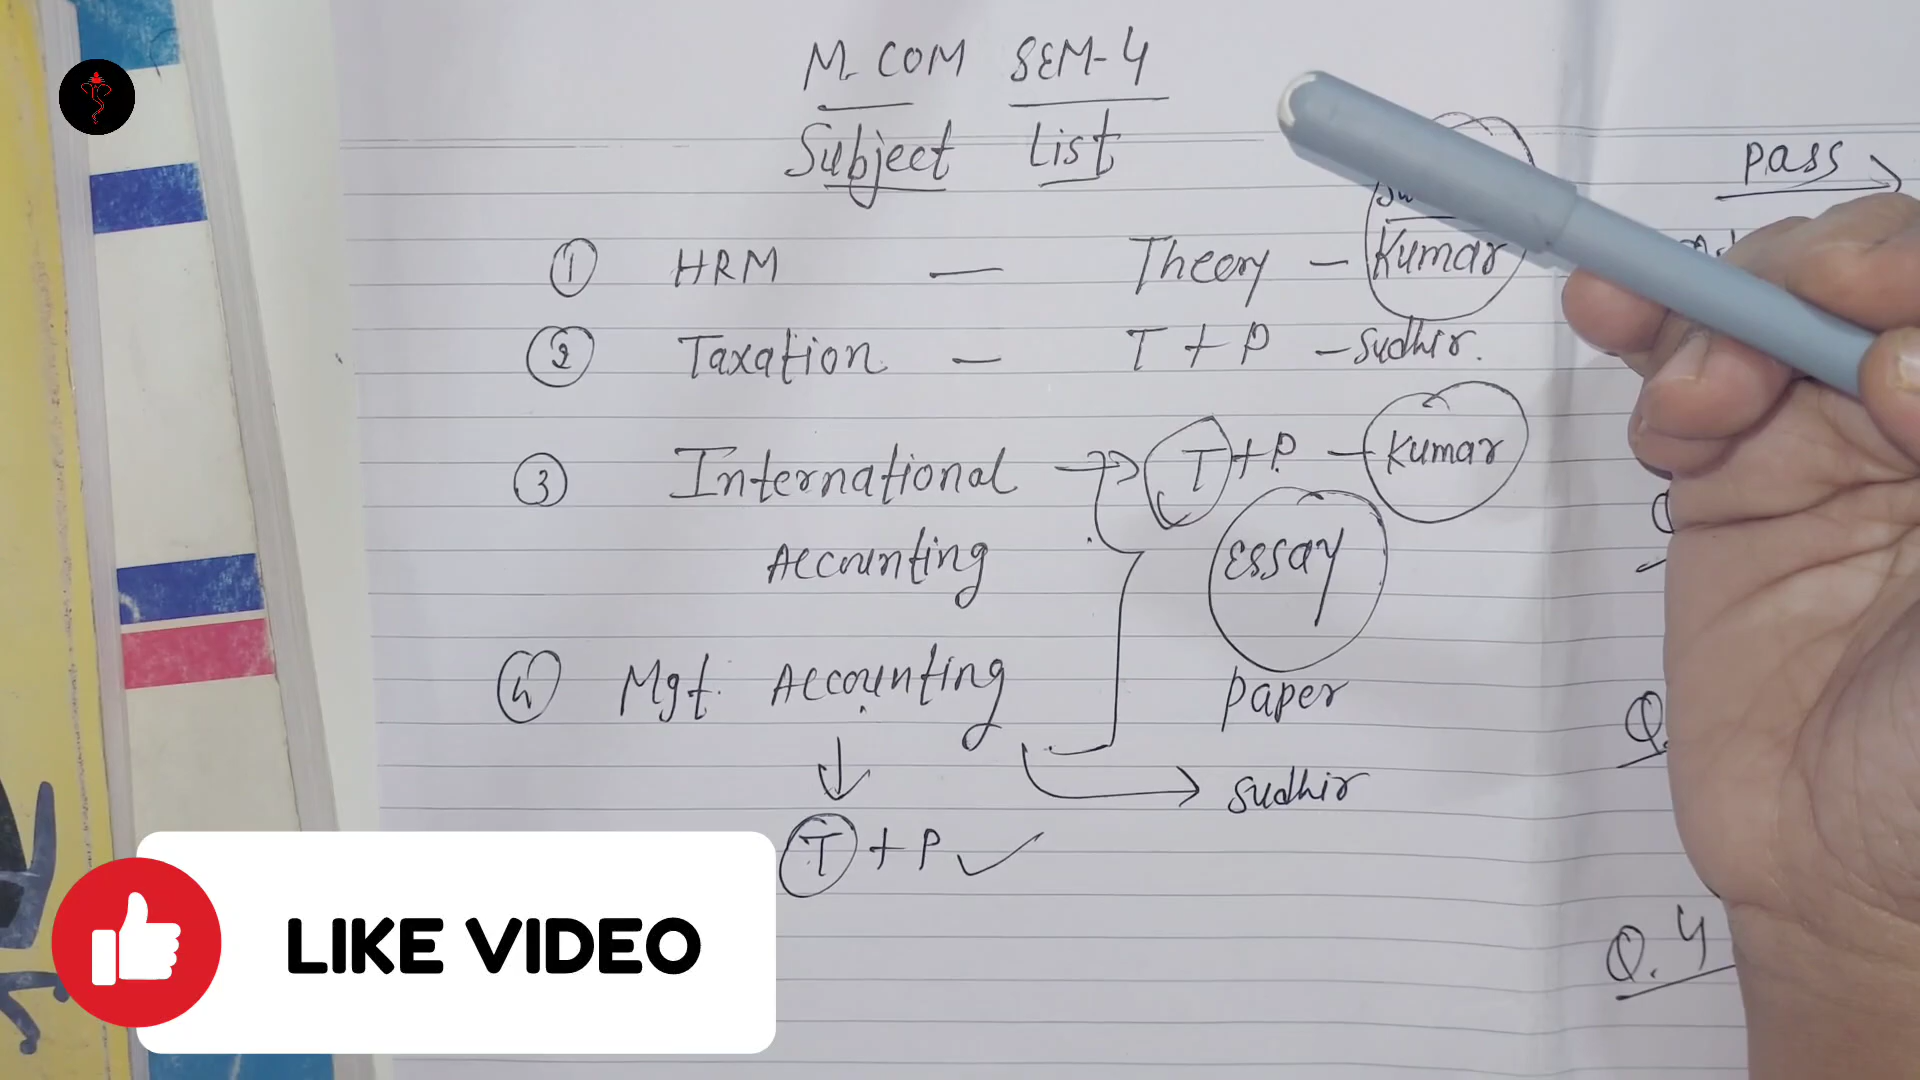 M. COM SEM-4
Subject List
pass
① HRM — Theory — Kumar
② Taxation — T + P — Sudhir.
③ International → T + P — Kumar
Accounting Essay
④ Mgt. Accounting paper
Q.
→ Sudhir
T + P ✓
LIKE VIDEO
Q. 4